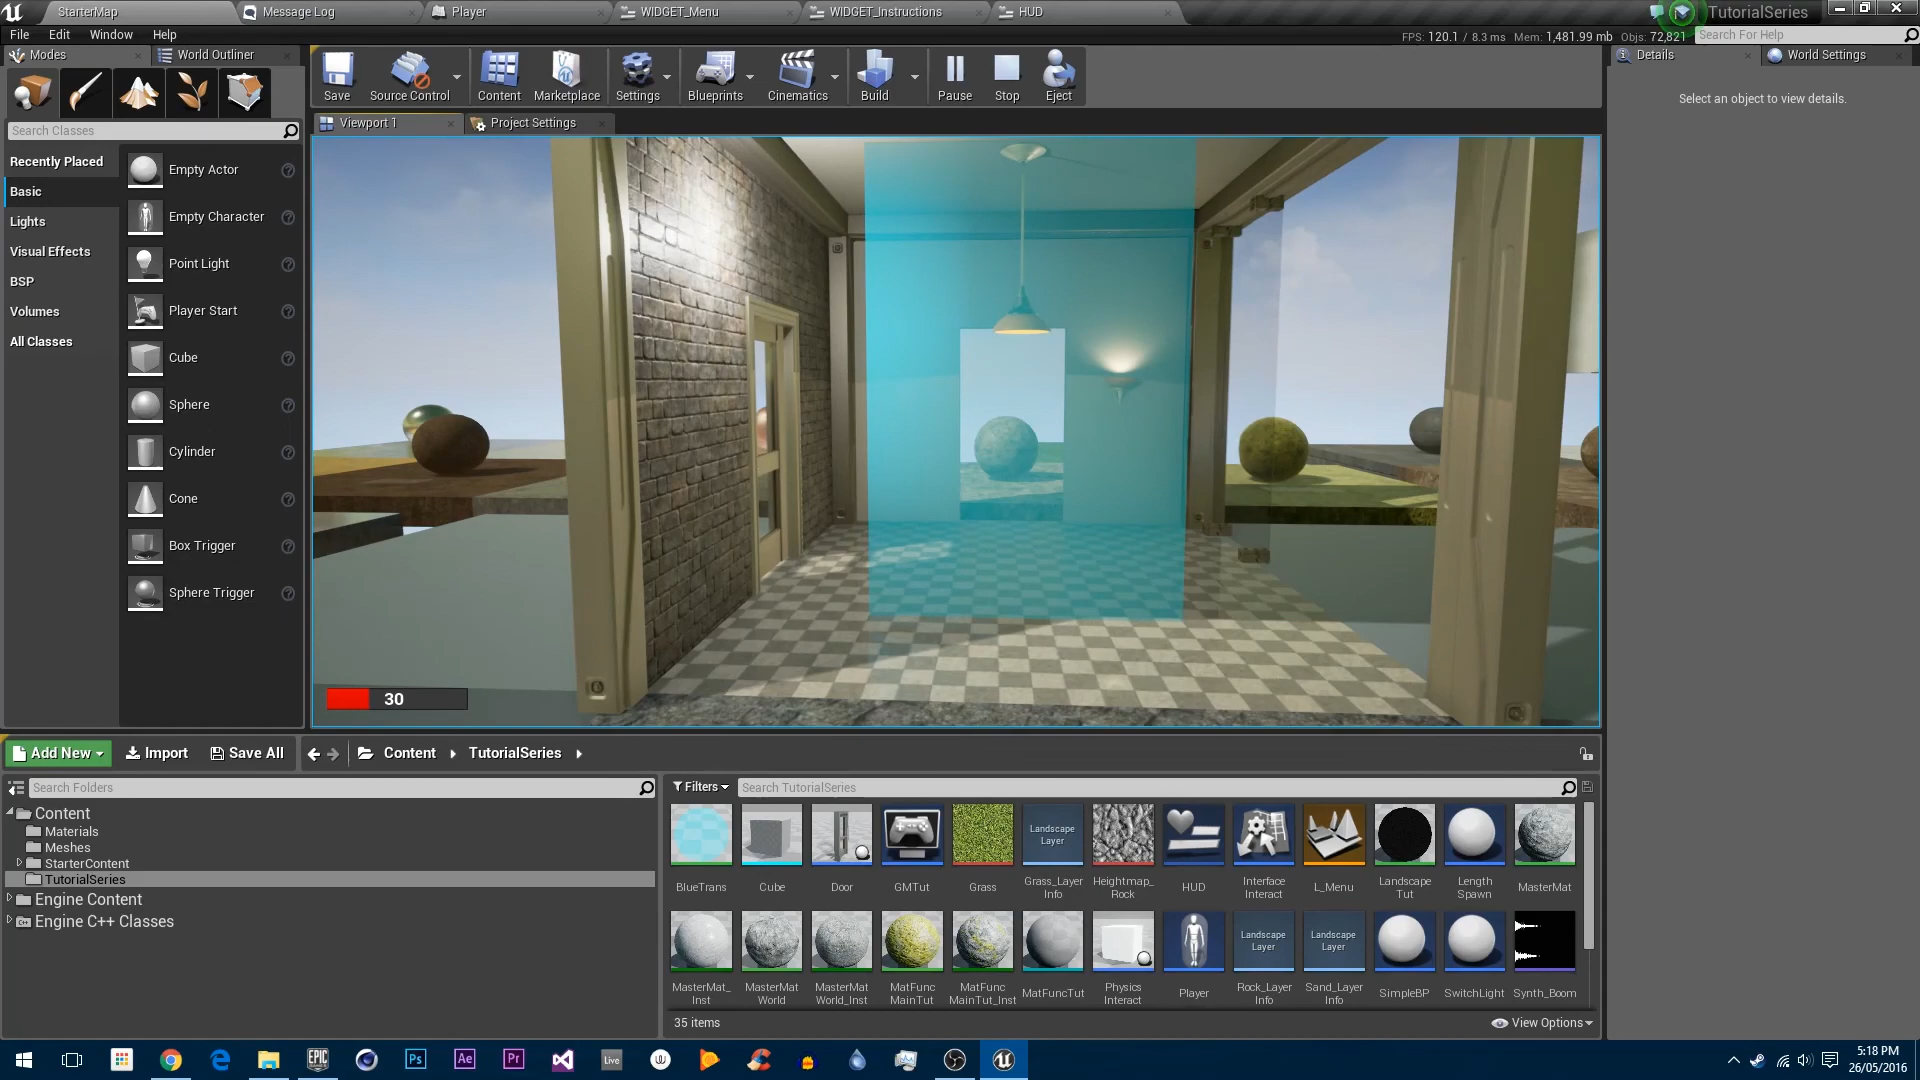 StarterMap
Message Log
Player
WIDGET_Menu
WIDGET_Instructions
HUD
TutorialSeries
File Edit Window Help
FPS: 120.1 / 8.3 ms Mem: 1,481.99 mb Objs: 72,821
Search For Help
Modes
World Outliner
Save
Source Control
Content
Marketplace
Settings
Blueprints
Cinematics
Build
Pause
Stop
Eject
Details
World Settings
Select an object to view details.
Search Classes
Viewport 1
Project Settings
Recently Placed
Basic
Lights
Visual Effects
BSP
Volumes
All Classes
Empty Actor
Empty Character
Point Light
Player Start
Cube
Sphere
Cylinder
Cone
Box Trigger
Sphere Trigger
30
Add New
Import
Save All
Content
TutorialSeries
Search Folders
Filters
Search TutorialSeries
Content
Materials
Meshes
StarterContent
TutorialSeries
Engine Content
Engine C++ Classes
Landscape
Layer
BlueTrans
Cube
Door
GMTut
Grass
Grass_Layer
Info
Heightmap_
Rock
HUD
Interface
Interact
L_Menu
Landscape
Tut
Length
Spawn
MasterMat
Landscape
Layer
Landscape
Layer
MasterMat_
Inst
MasterMat
World
MasterMat
World_Inst
MatFunc
MainTut
MatFunc
MainTut_Inst
MatFuncTut
Physics
Interact
Player
Rock_Layer
Info
Sand_Layer
Info
SimpleBP
SwitchLight
Synth_Boom
35 items
View Options
EPIC
GAMES
Ps
Ae
Pr
Live
5:18 PM
26/05/2016